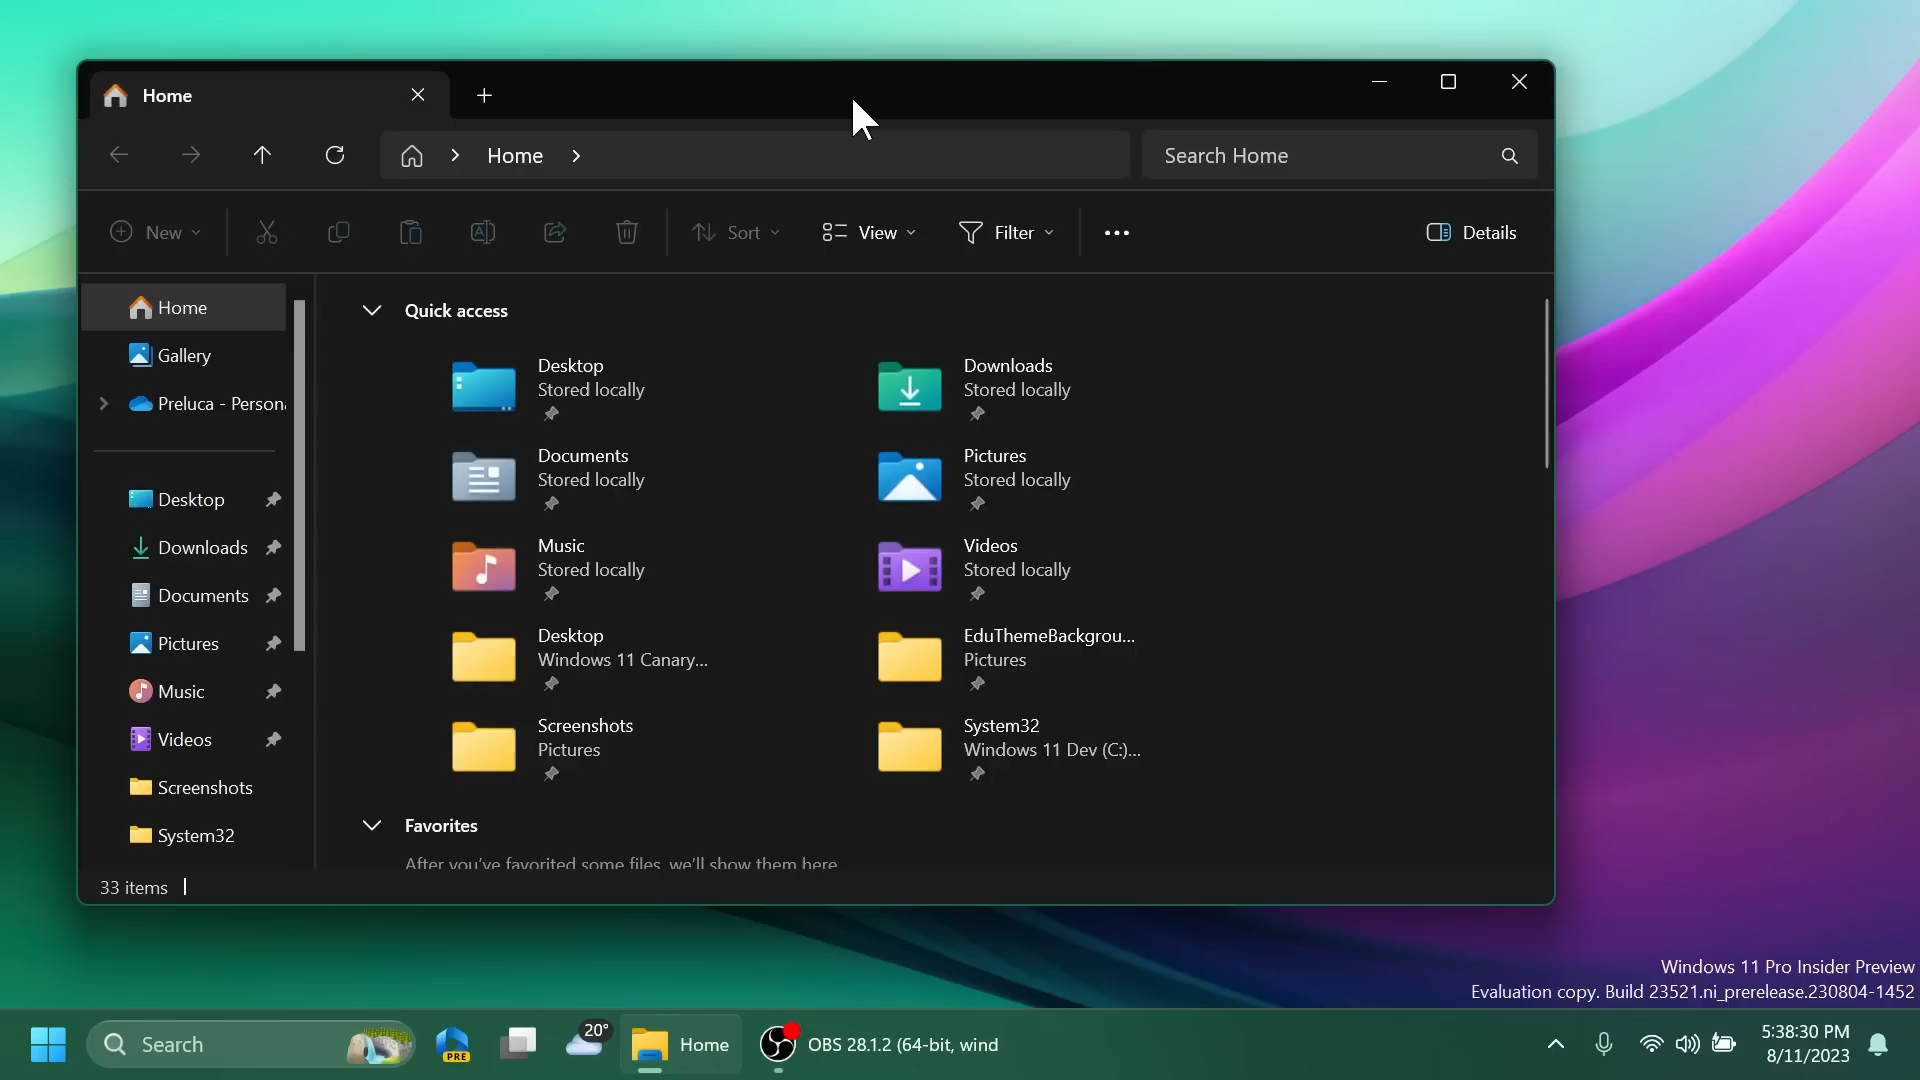 Home
Home
Search Home
New
Sort
View
Filter
Details
Home
Gallery
Preluca - Persona
Desktop
Downloads
Documents
Pictures
Music
Videos
Screenshots
System32
Quick access
Desktop
Stored locally
Downloads
Stored locally
Documents
Stored locally
Pictures
Stored locally
Music
Stored locally
Videos
Stored locally
Desktop
Windows 11 Canary...
EduThemeBackgrou...
Pictures
Screenshots
Pictures
System32
Windows 11 Dev (C:)...
Favorites
After you've favorited some files, we'll show them here
33 items
Windows 11 Pro Insider Preview
Evaluation copy. Build 23521.ni_prerelease.230804-1452
Search
PRE
20°
Home
OBS 28.1.2 (64-bit, wind
5:38:30 PM
8/11/2023